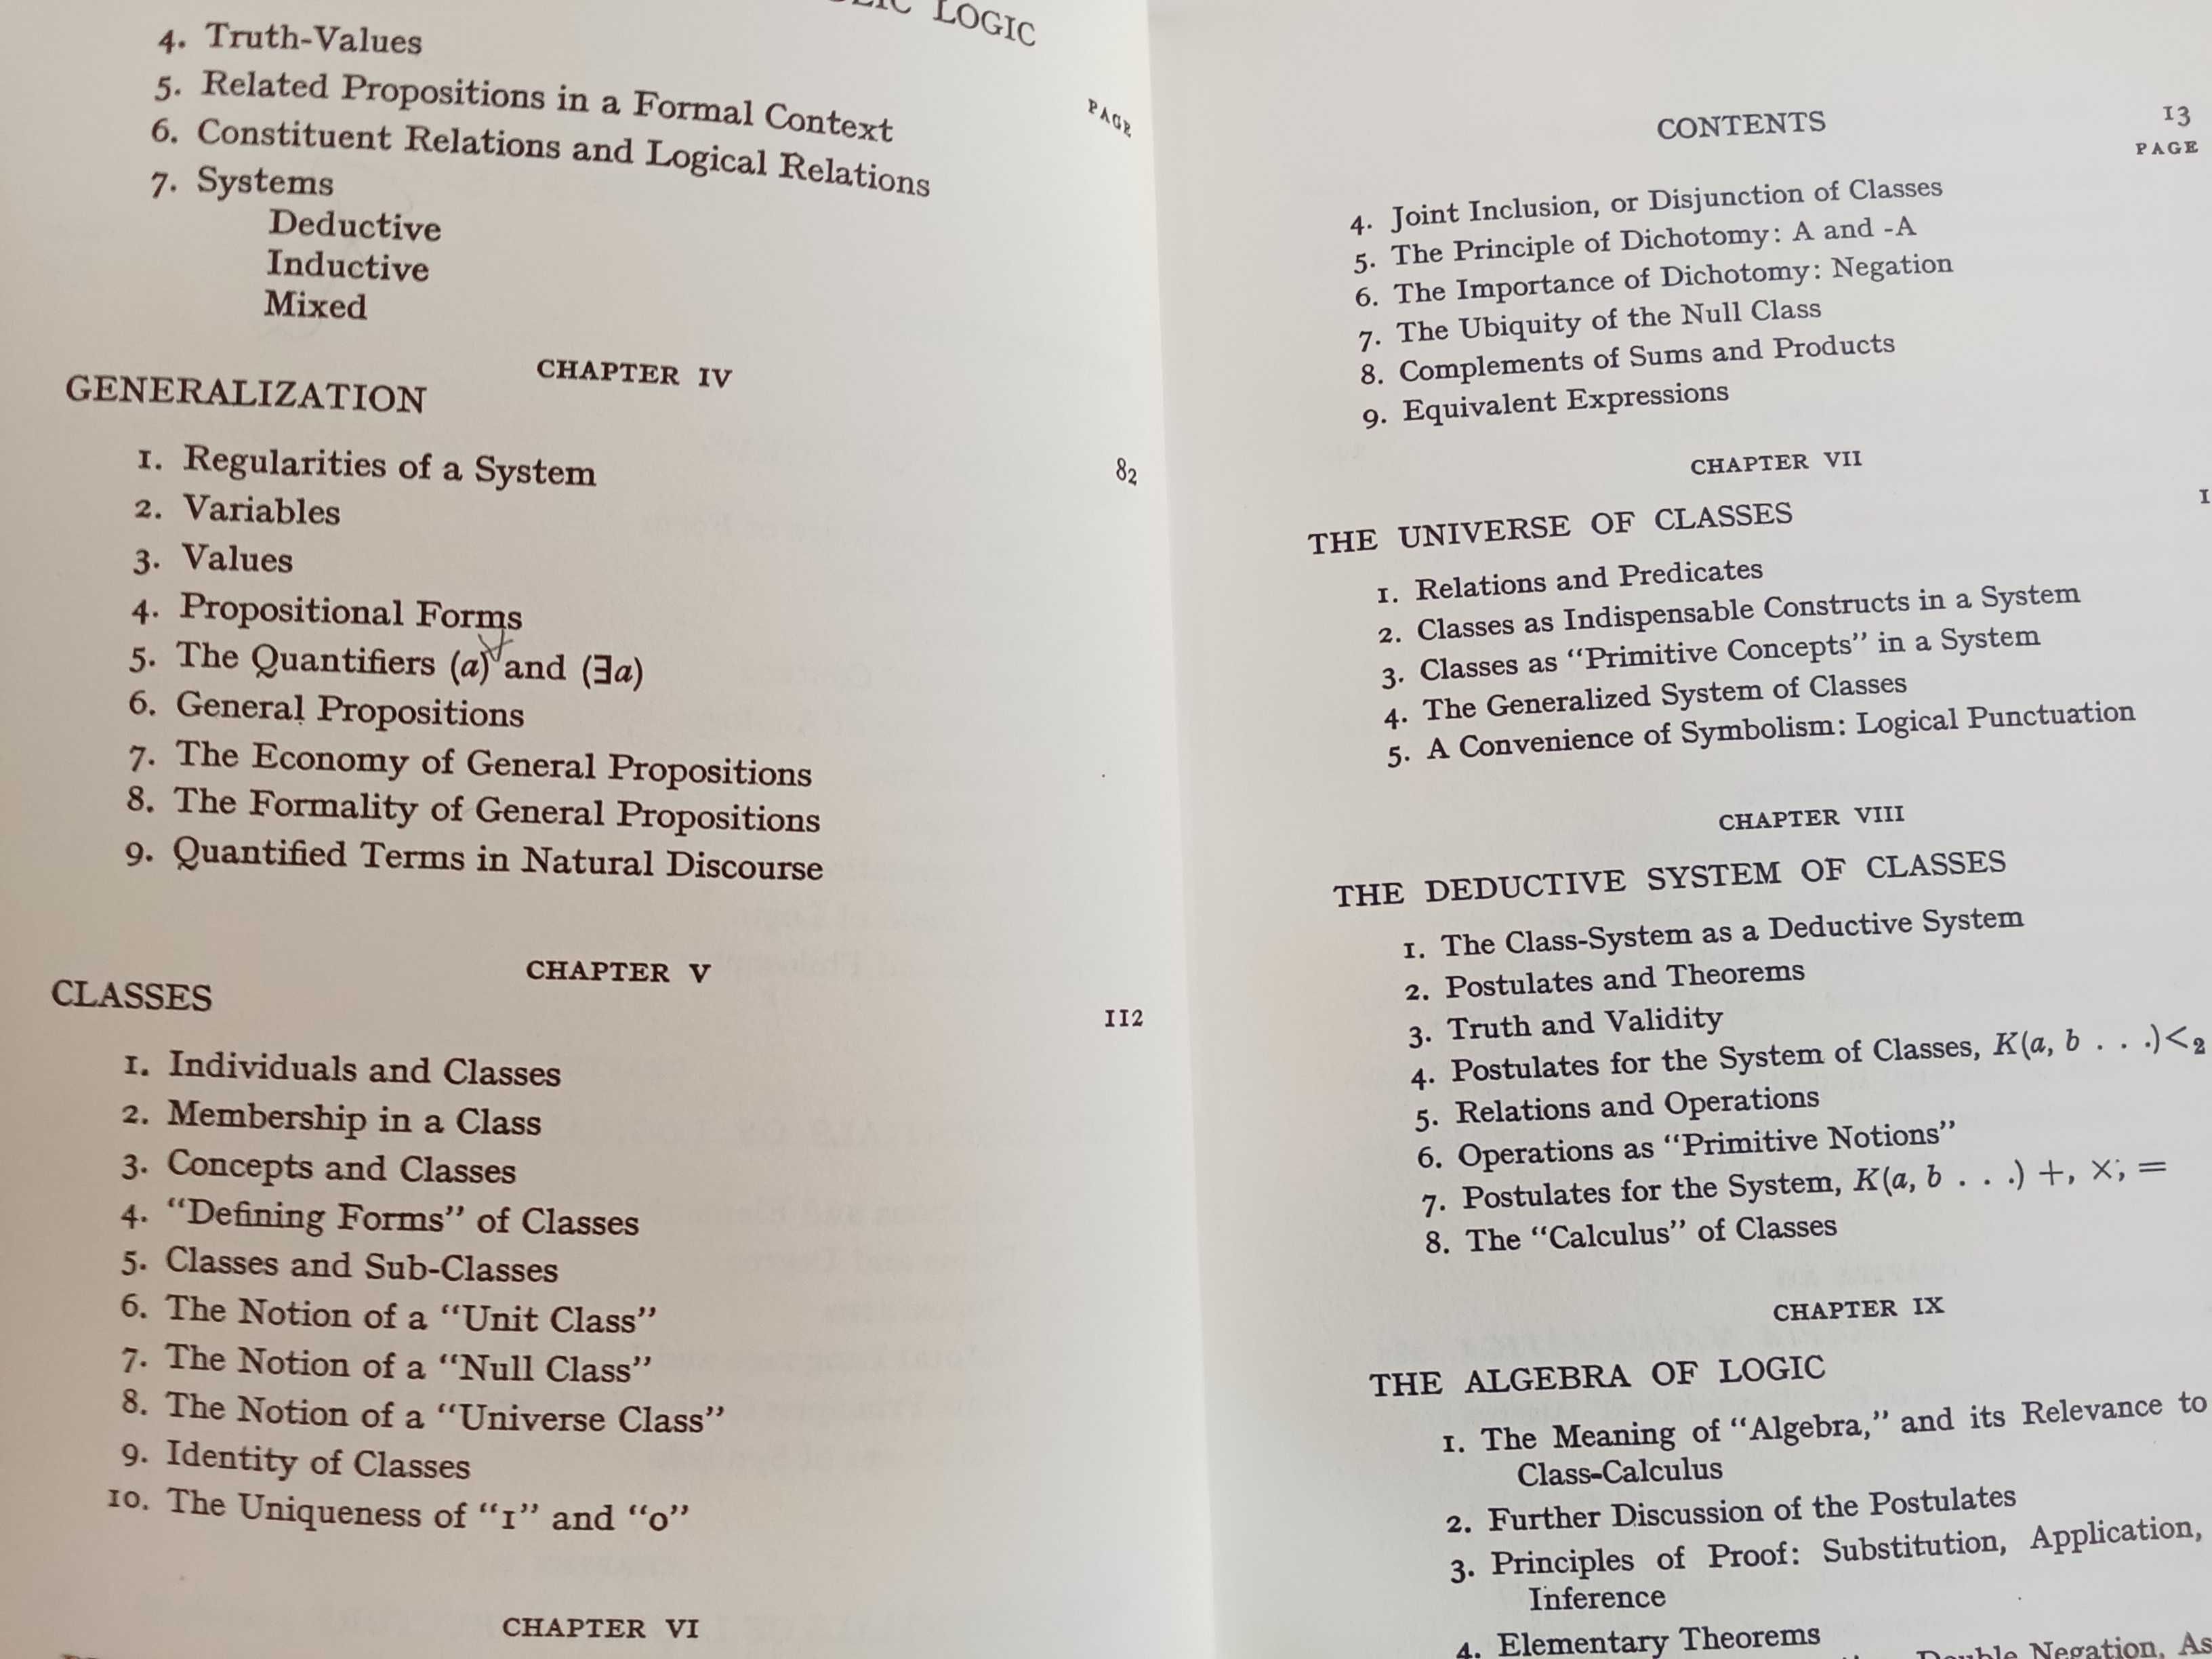 LOGIC
PAGE
4. Truth-Values
5. Related Propositions in a Formal Context
6. Constituent Relations and Logical Relations
7. Systems
Deductive
Inductive
Mixed
CHAPTER IV
GENERALIZATION 82
1. Regularities of a System
2. Variables
3. Values
4. Propositional Forms
5. The Quantifiers (a) and (∃a)
6. General Propositions
7. The Economy of General Propositions
8. The Formality of General Propositions
9. Quantified Terms in Natural Discourse
CHAPTER V
CLASSES 112
1. Individuals and Classes
2. Membership in a Class
3. Concepts and Classes
4. “Defining Forms” of Classes
5. Classes and Sub-Classes
6. The Notion of a “Unit Class”
7. The Notion of a “Null Class”
8. The Notion of a “Universe Class”
9. Identity of Classes
10. The Uniqueness of “1” and “0”
CHAPTER VI
CONTENTS 13
PAGE
4. Joint Inclusion, or Disjunction of Classes
5. The Principle of Dichotomy: A and -A
6. The Importance of Dichotomy: Negation
7. The Ubiquity of the Null Class
8. Complements of Sums and Products
9. Equivalent Expressions
CHAPTER VII
THE UNIVERSE OF CLASSES
1. Relations and Predicates
2. Classes as Indispensable Constructs in a System
3. Classes as “Primitive Concepts” in a System
4. The Generalized System of Classes
5. A Convenience of Symbolism: Logical Punctuation
CHAPTER VIII
THE DEDUCTIVE SYSTEM OF CLASSES
1. The Class-System as a Deductive System
2. Postulates and Theorems
3. Truth and Validity
4. Postulates for the System of Classes, K(a, b . . .)<₂
5. Relations and Operations
6. Operations as “Primitive Notions”
7. Postulates for the System, K(a, b . . .) +, ×, =
8. The “Calculus” of Classes
CHAPTER IX
THE ALGEBRA OF LOGIC
1. The Meaning of “Algebra,” and its Relevance to
Class-Calculus
2. Further Discussion of the Postulates
3. Principles of Proof: Substitution, Application,
Inference
4. Elementary Theorems
Double Negation,